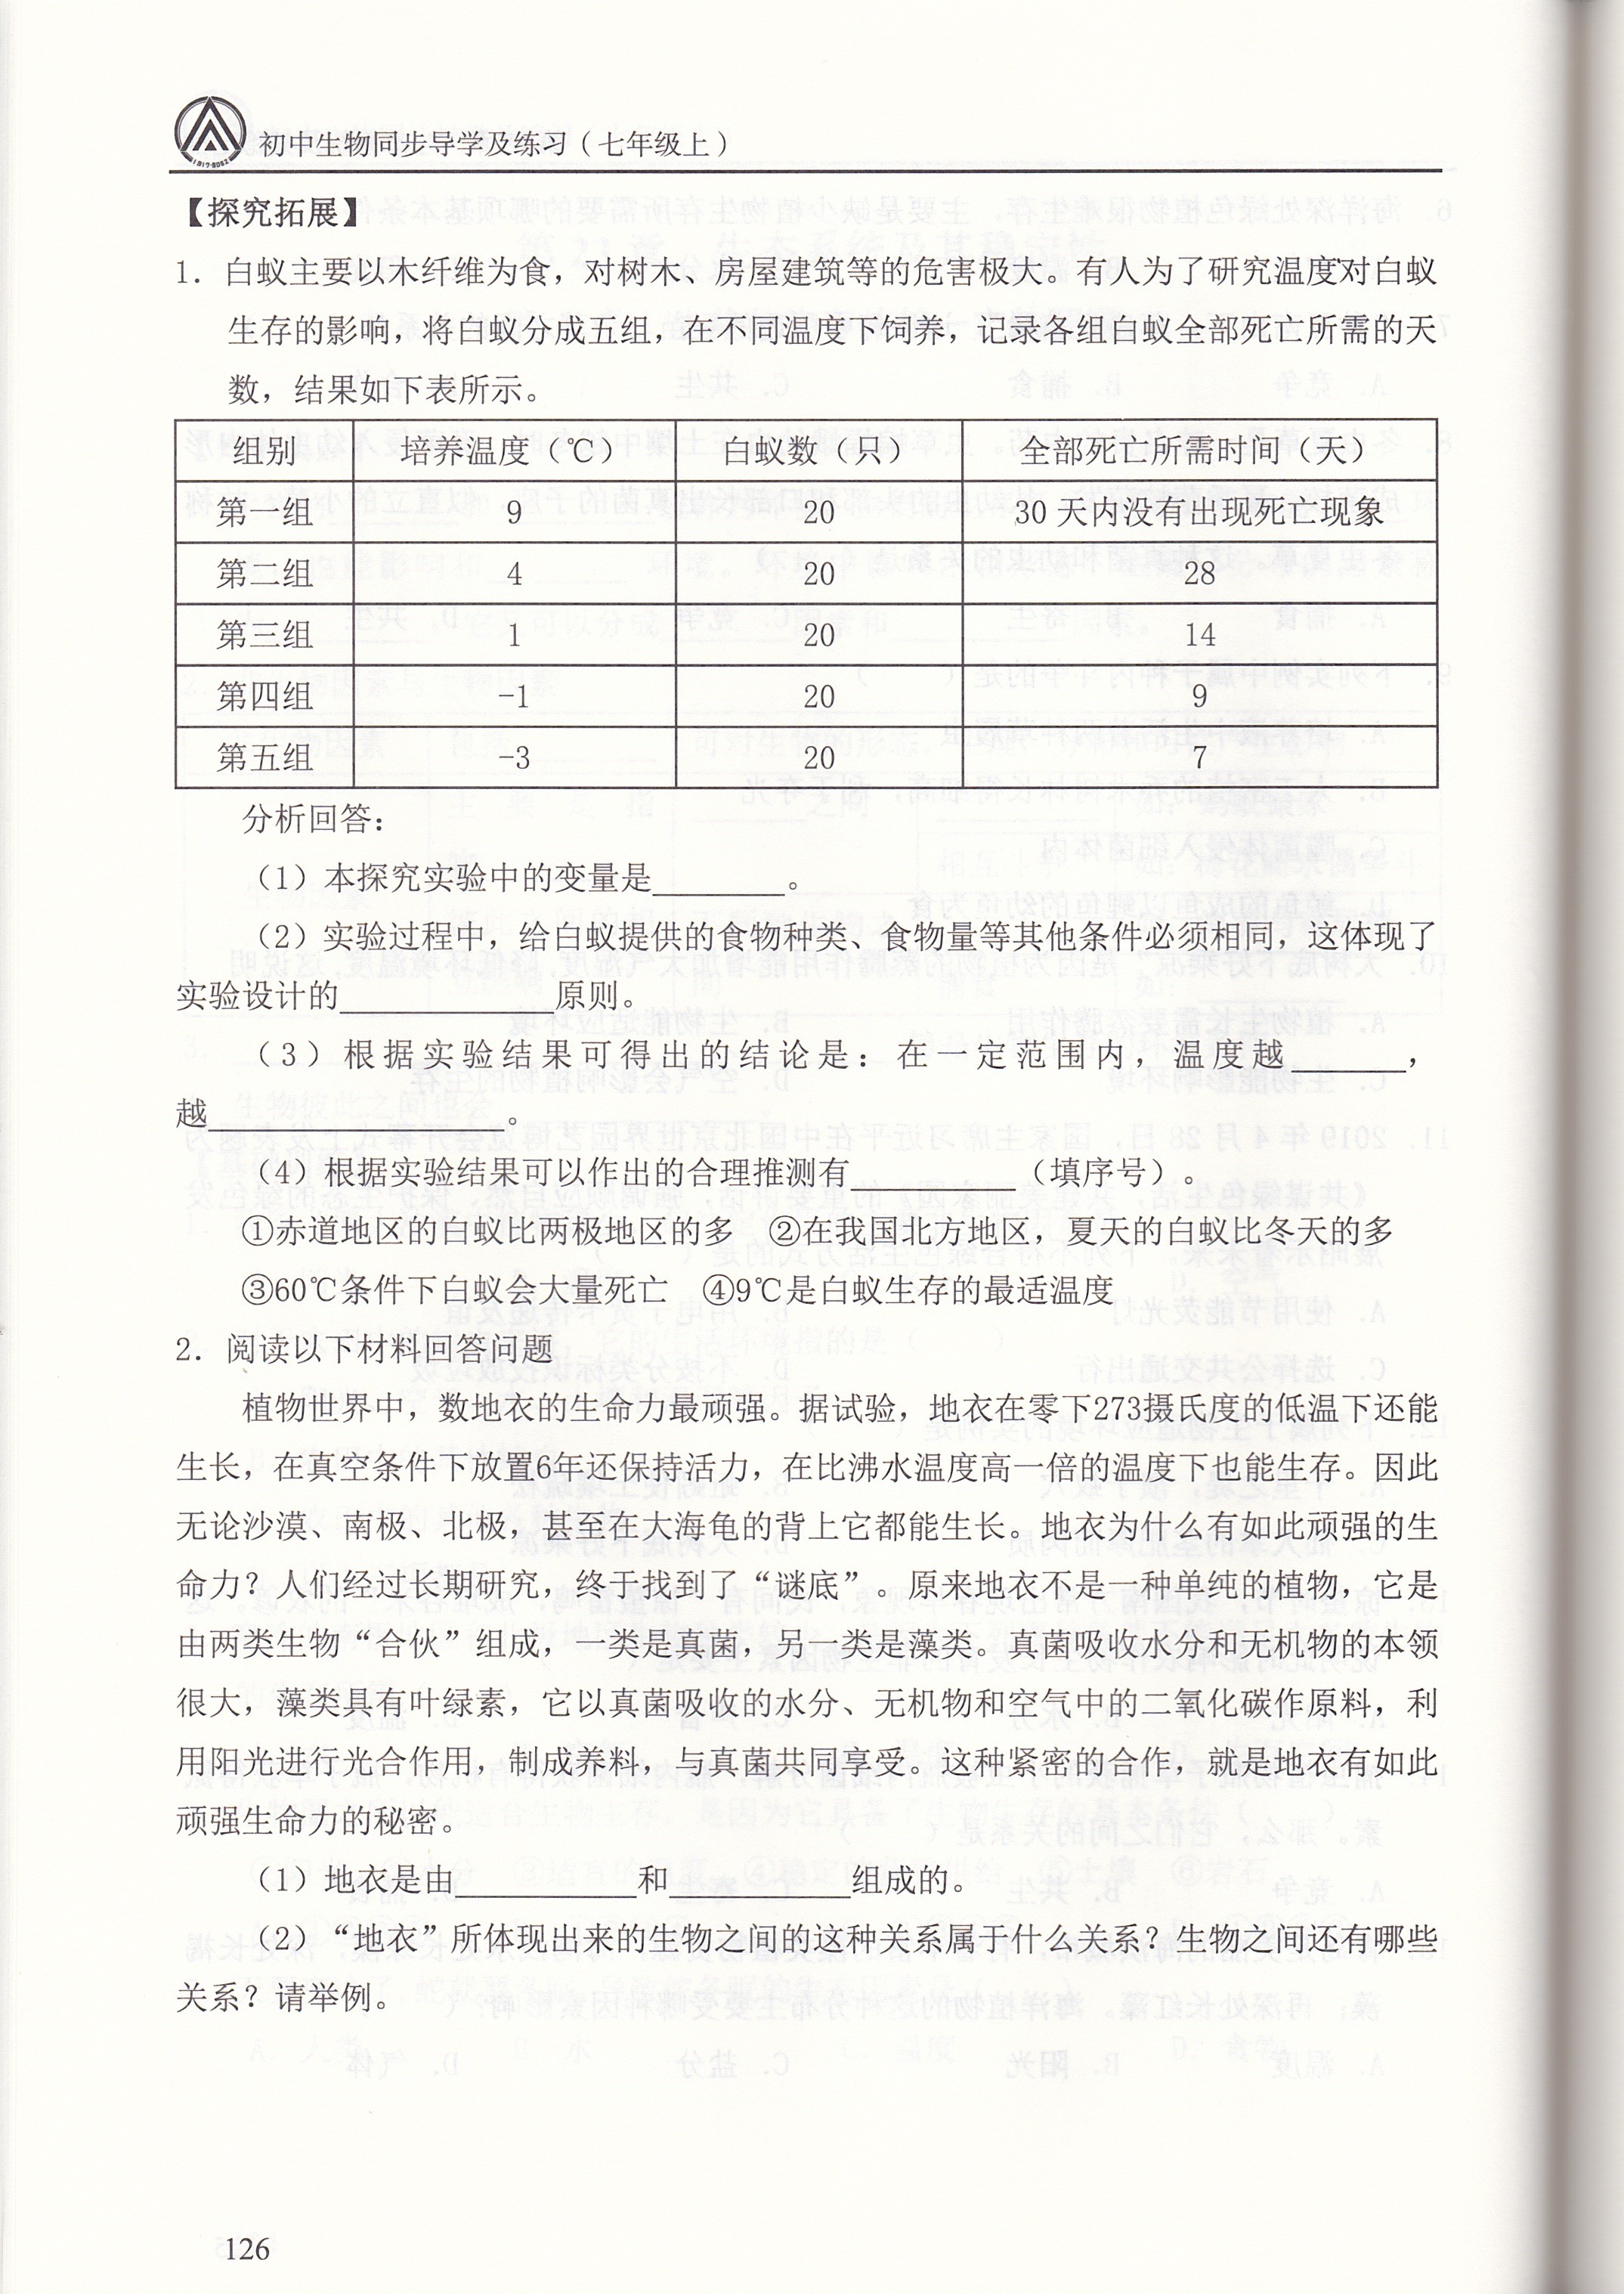 初中生物同步导学及练习（七年级上）
【探究拓展】
1．白蚁主要以木纤维为食，对树木、房屋建筑等的危害极大。有人为了研究温度对白蚁
生存的影响，将白蚁分成五组，在不同温度下饲养，记录各组白蚁全部死亡所需的天
数，结果如下表所示。
组别 培养温度（℃） 白蚁数（只） 全部死亡所需时间（天）
第一组 9 20 30 天内没有出现死亡现象
第二组 4 20 28
第三组 1 20 14
第四组 -1 20 9
第五组 -3 20 7
分析回答：
（1）本探究实验中的变量是________。
（2）实验过程中，给白蚁提供的食物种类、食物量等其他条件必须相同，这体现了
实验设计的_____________原则。
（3）根据实验结果可得出的结论是：在一定范围内，温度越_______，
越__________________。
（4）根据实验结果可以作出的合理推测有__________（填序号）。
①赤道地区的白蚁比两极地区的多 ②在我国北方地区，夏天的白蚁比冬天的多
③60℃条件下白蚁会大量死亡 ④9℃是白蚁生存的最适温度
2．阅读以下材料回答问题
植物世界中，数地衣的生命力最顽强。据试验，地衣在零下273摄氏度的低温下还能
生长，在真空条件下放置6年还保持活力，在比沸水温度高一倍的温度下也能生存。因此
无论沙漠、南极、北极，甚至在大海龟的背上它都能生长。地衣为什么有如此顽强的生
命力？人们经过长期研究，终于找到了“谜底”。原来地衣不是一种单纯的植物，它是
由两类生物“合伙”组成，一类是真菌，另一类是藻类。真菌吸收水分和无机物的本领
很大，藻类具有叶绿素，它以真菌吸收的水分、无机物和空气中的二氧化碳作原料，利
用阳光进行光合作用，制成养料，与真菌共同享受。这种紧密的合作，就是地衣有如此
顽强生命力的秘密。
（1）地衣是由___________和___________组成的。
（2）“地衣”所体现出来的生物之间的这种关系属于什么关系？生物之间还有哪些
关系？请举例。
126